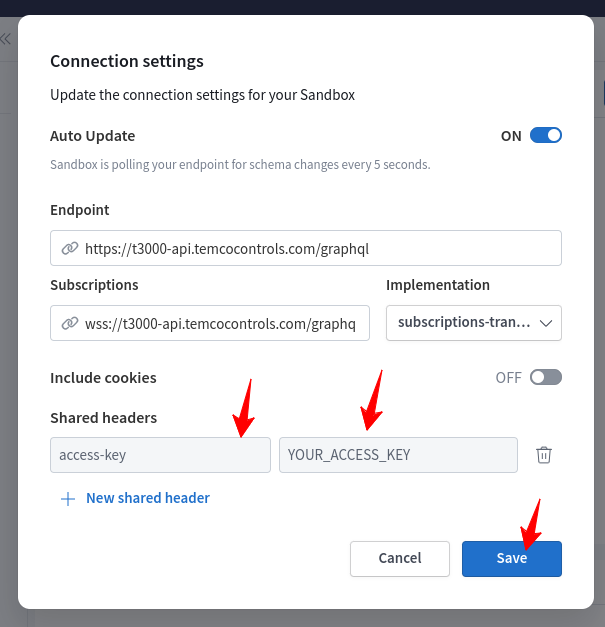 Connection settings
Update the connection settings for your Sandbox
Auto Update
ON
Sandbox is polling your endpoint for schema changes every 5 seconds.
Endpoint
https://t3000-api.temcocontrols.com/graphql
Subscriptions
Implementation
wss://t3000-api.temcocontrols.com/graphq
subscriptions-tran...
Include cookies
OFF
Shared headers
access-key
YOUR_ACCESS_KEY
New shared header
Cancel
Save